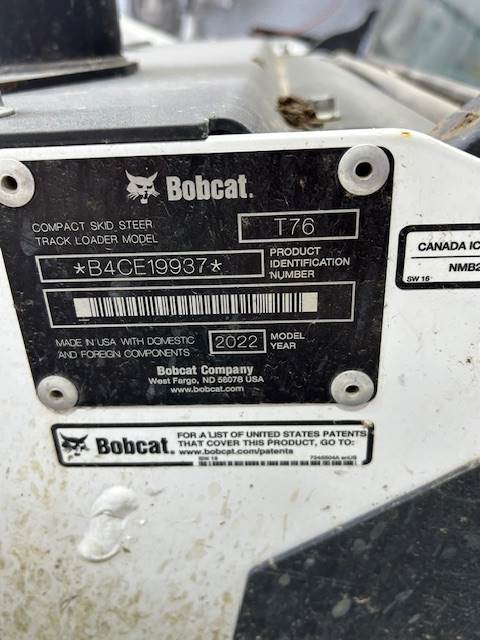 Bobcat.
COMPACT SKID STEER
TRACK LOADER MODEL
T76
*B4CE19937*
PRODUCT
IDENTIFICATION
NUMBER
MADE IN USA WITH DOMESTIC
AND FOREIGN COMPONENTS
2022
MODEL
YEAR
Bobcat Company
West Fargo, ND 58078 USA
www.bobcat.com
CANADA IC
NMB2
SW 16
Bobcat.
FOR A LIST OF UNITED STATES PATENTS
THAT COVER THIS PRODUCT, GO TO:
www.bobcat.com/patents